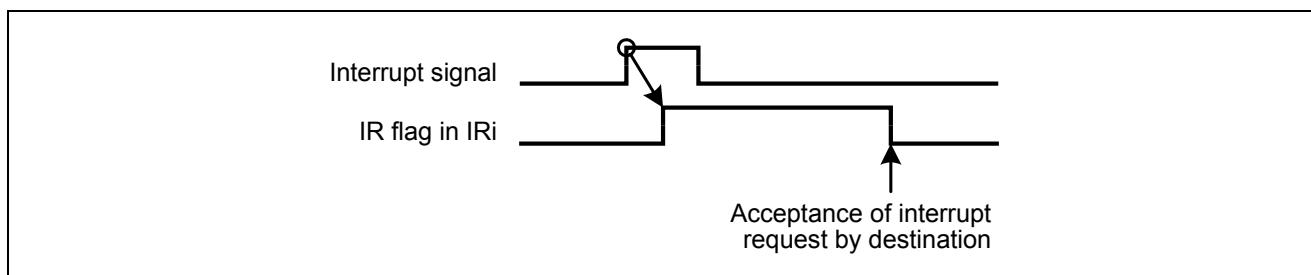 Interrupt signal
IR flag in IRi
Acceptance of interrupt
request by destination